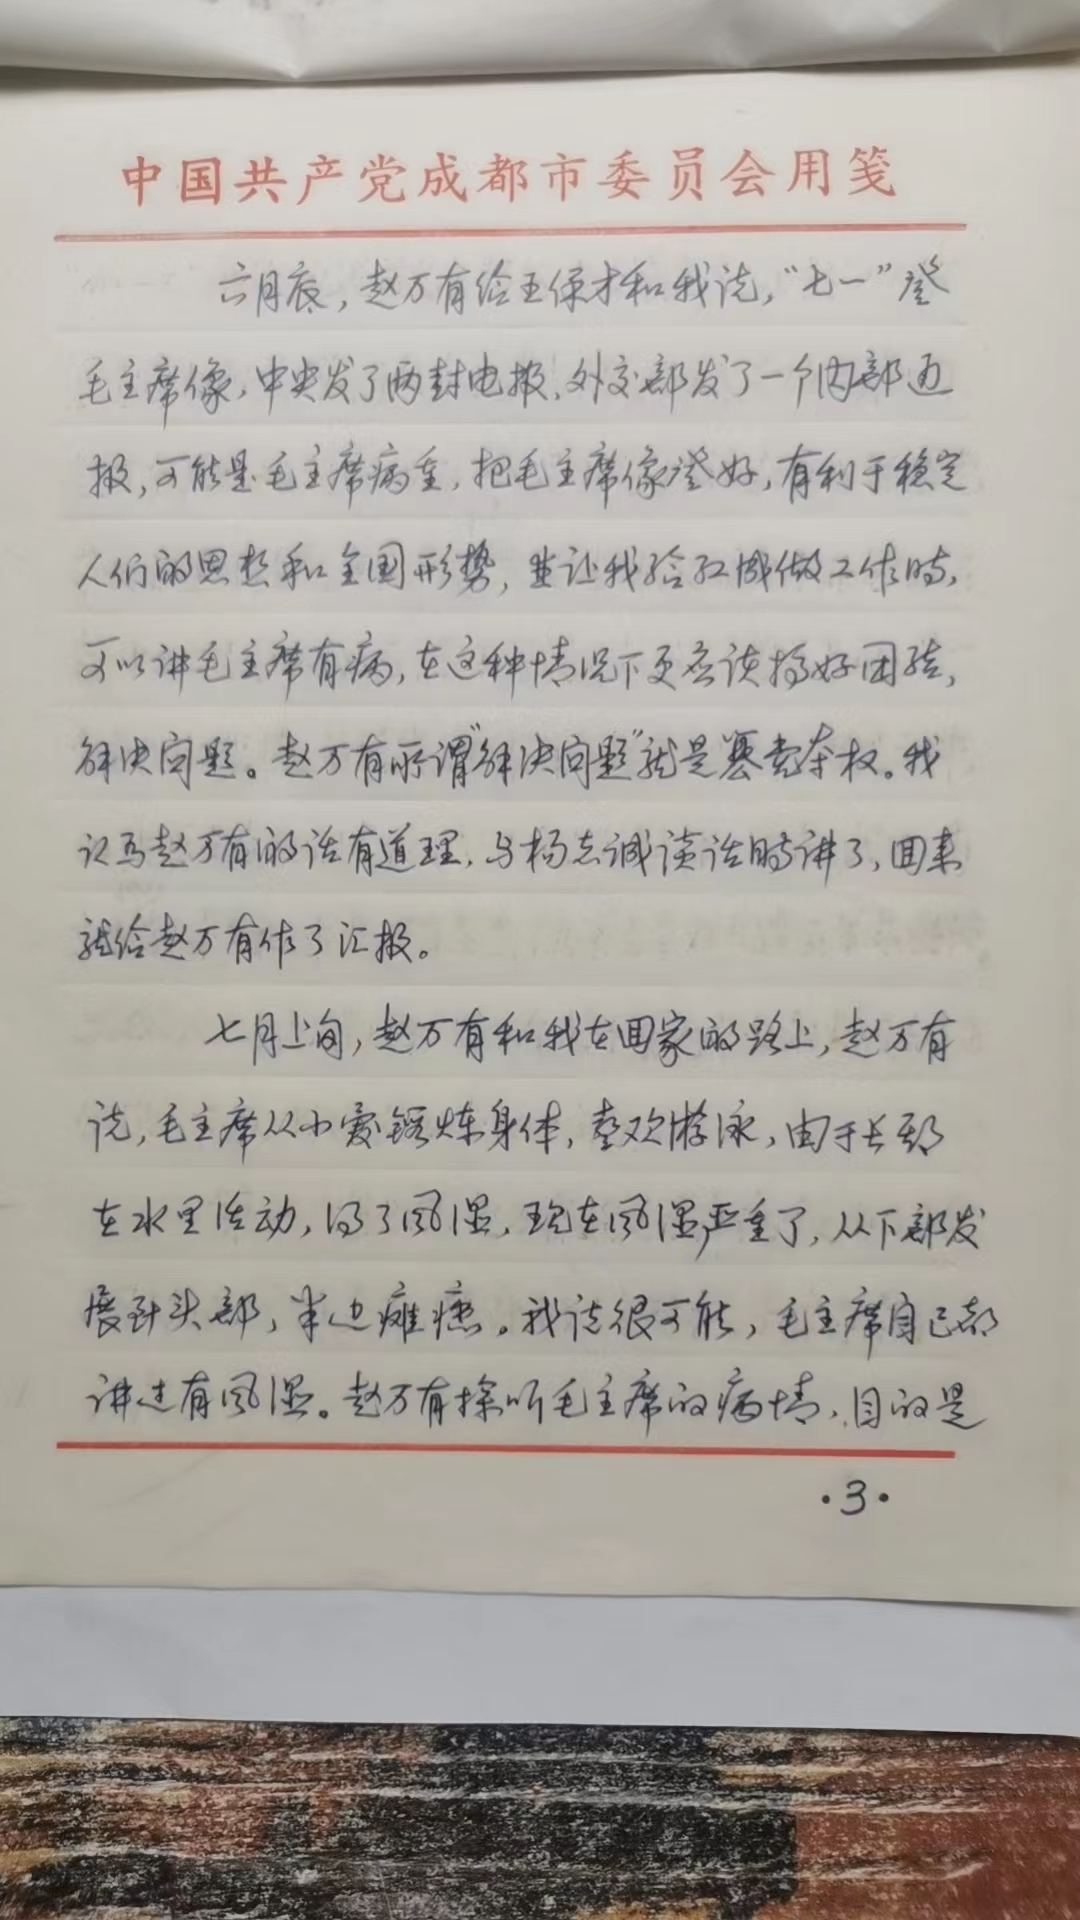 中国共产党成都市委员会用笺
六月底，赵万有给王保才和我说，“七一”登
毛主席像，中央发了两封电报，外交部发了一个内部通
报，可能是毛主席病重，把毛主席像登好，有利于稳定
人们的思想和全国形势，并让我给红成做工作时，
可以讲毛主席有病，在这种情况下更应该搞好团结，
解决问题。赵万有所谓“解决问题”就是篡党夺权。我
认为赵万有的话有道理，与杨志诚谈话时讲了，回来
就给赵万有作了汇报。
七月上旬，赵万有和我在回家的路上，赵万有
说，毛主席从小爱锻炼身体，喜欢游泳，由于长期
在水里活动，得了风湿，现在风湿严重了，从下部发
展到头部，半边瘫痪。我说很可能，毛主席自己都
讲过有风湿。赵万有探听毛主席的病情，目的是
·3·